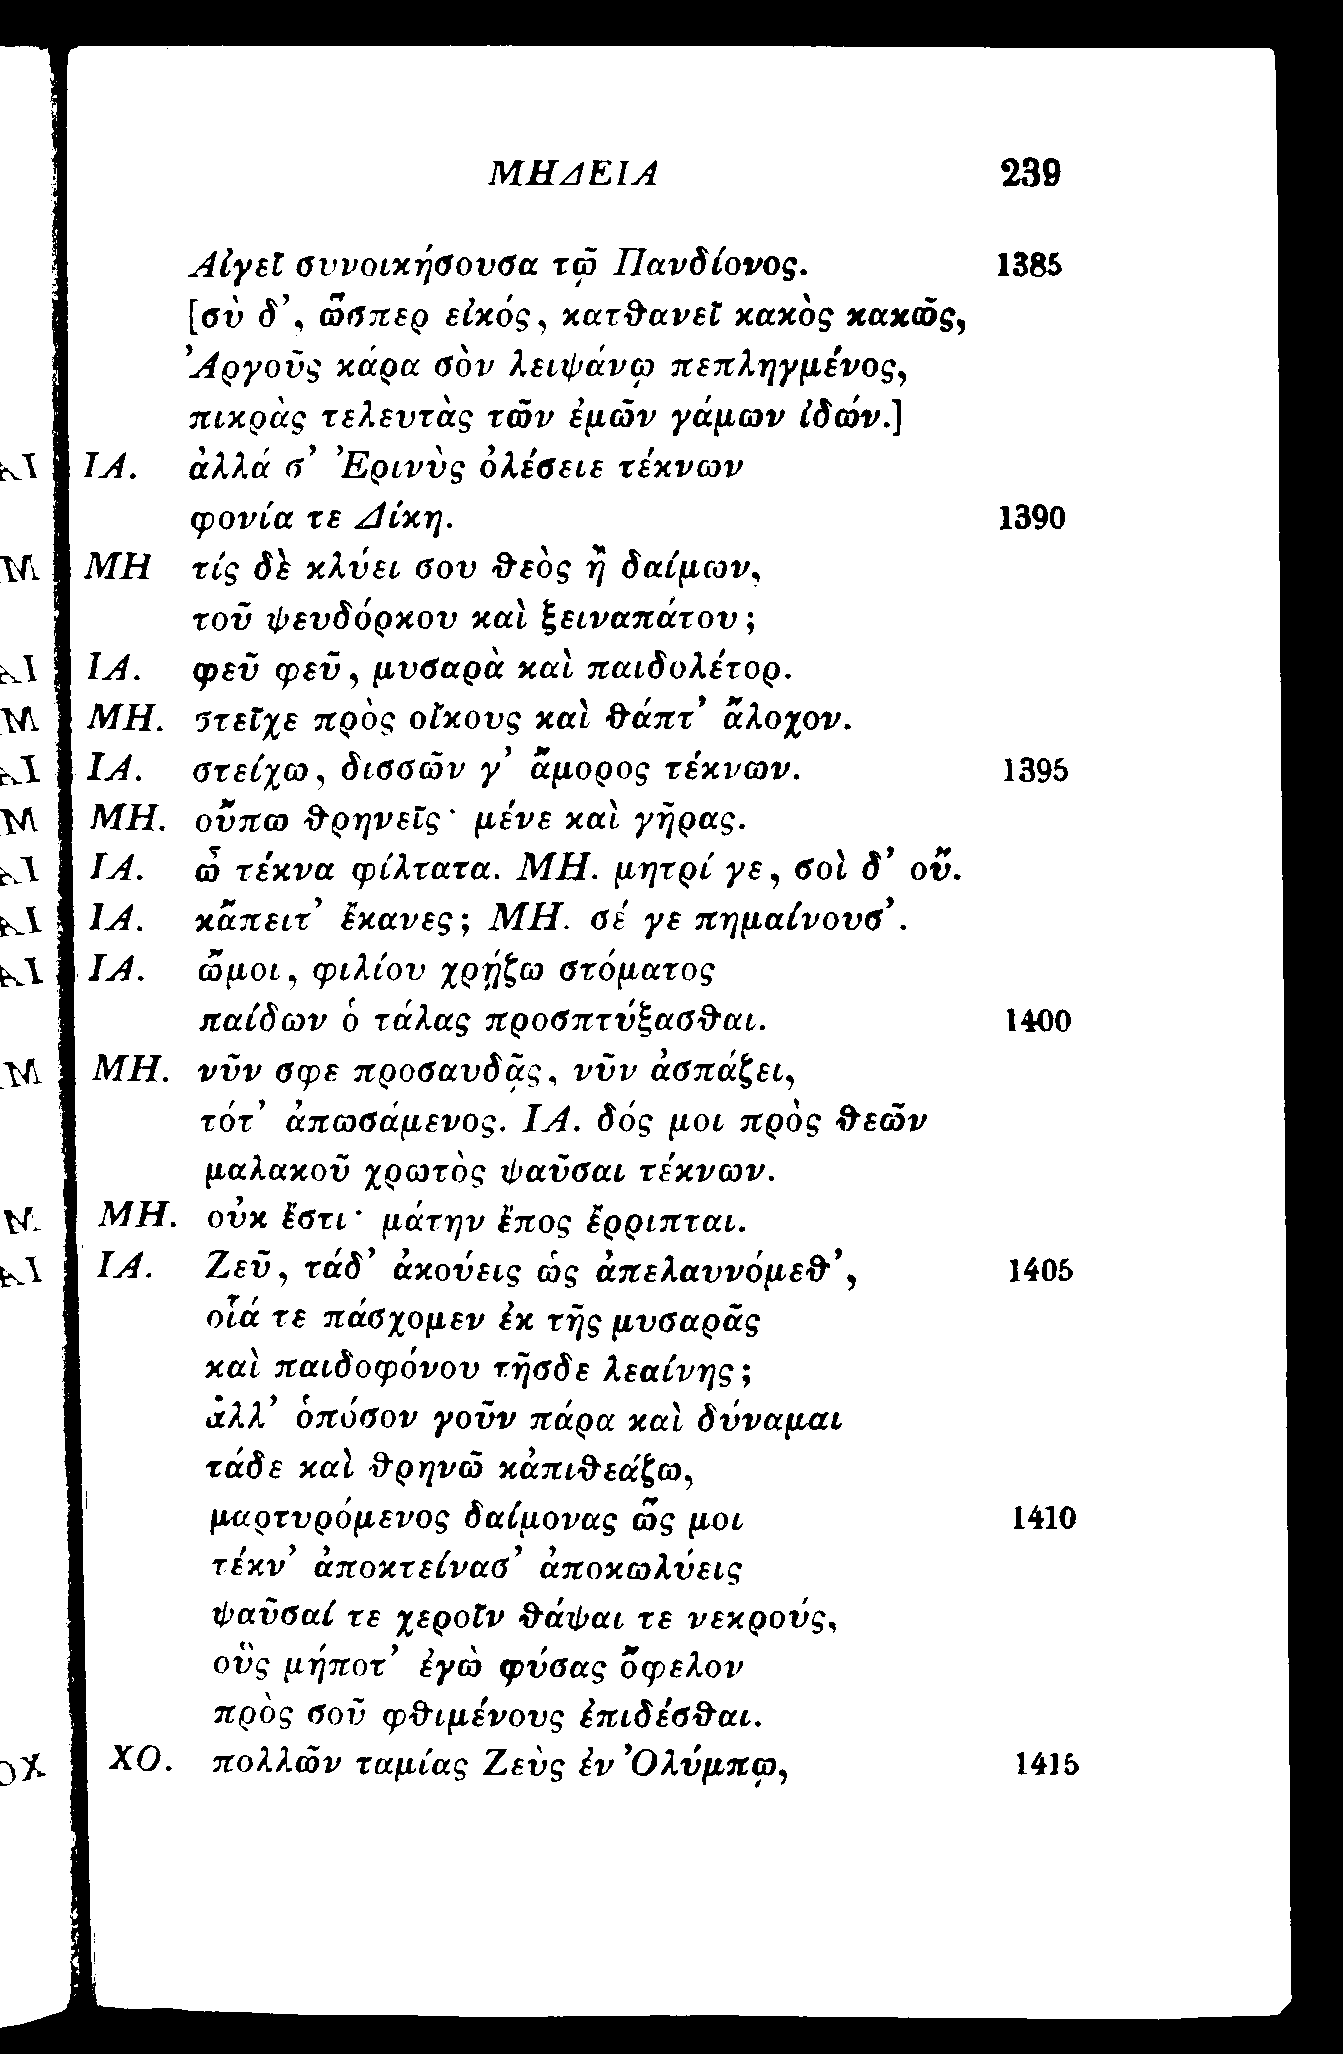 ΜΗΔΕΙΑ 239
Αἰγεῖ συνοικήσουσα τῷ Πανδίονος. 1385
[σὺ δ', ὥσπερ εἰκός, κατθανεῖ κακὸς κακῶς,
Ἀργοῦς κάρα σὸν λειψάνῳ πεπληγμένος,
πικρὰς τελευτὰς τῶν ἐμῶν γάμων ἰδών.]
ΙΑ. ἀλλά σ' Ἐρινὺς ὀλέσειε τέκνων
φονία τε Δίκη. 1390
ΜΗ τίς δὲ κλύει σου θεὸς ἢ δαίμων,
τοῦ ψευδόρκου καὶ ξειναπάτου;
ΙΑ. φεῦ φεῦ, μυσαρὰ καὶ παιδολέτορ.
ΜΗ. στεῖχε πρὸς οἴκους καὶ θάπτ' ἄλοχον.
ΙΑ. στείχω, δισσῶν γ' ἄμορος τέκνων. 1395
ΜΗ. οὔπω θρηνεῖς· μένε καὶ γῆρας.
ΙΑ. ὦ τέκνα φίλτατα. ΜΗ. μητρί γε, σοὶ δ' οὔ.
ΙΑ. κἄπειτ' ἔκανες; ΜΗ. σέ γε πημαίνουσ'.
ΙΑ. ὤμοι, φιλίου χρῄζω στόματος
παίδων ὁ τάλας προσπτύξασθαι. 1400
ΜΗ. νῦν σφε προσαυδᾷς, νῦν ἀσπάζει,
τότ' ἀπωσάμενος. ΙΑ. δός μοι πρὸς θεῶν
μαλακοῦ χρωτὸς ψαῦσαι τέκνων.
ΜΗ. οὐκ ἔστι· μάτην ἔπος ἔρριπται.
ΙΑ. Ζεῦ, τάδ' ἀκούεις ὡς ἀπελαυνόμεθ', 1405
οἷά τε πάσχομεν ἐκ τῆς μυσαρᾶς
καὶ παιδοφόνου τῆσδε λεαίνης;
ἀλλ' ὁπόσον γοῦν πάρα καὶ δύναμαι
τάδε καὶ θρηνῶ κἀπιθεάζω,
μαρτυρόμενος δαίμονας ὥς μοι 1410
τέκν' ἀποκτείνασ' ἀποκωλύεις
ψαῦσαί τε χεροῖν θάψαι τε νεκρούς,
οὓς μήποτ' ἐγὼ φύσας ὄφελον
πρὸς σοῦ φθιμένους ἐπιδέσθαι.
ΧΟ. πολλῶν ταμίας Ζεὺς ἐν Ὀλύμπῳ, 1415